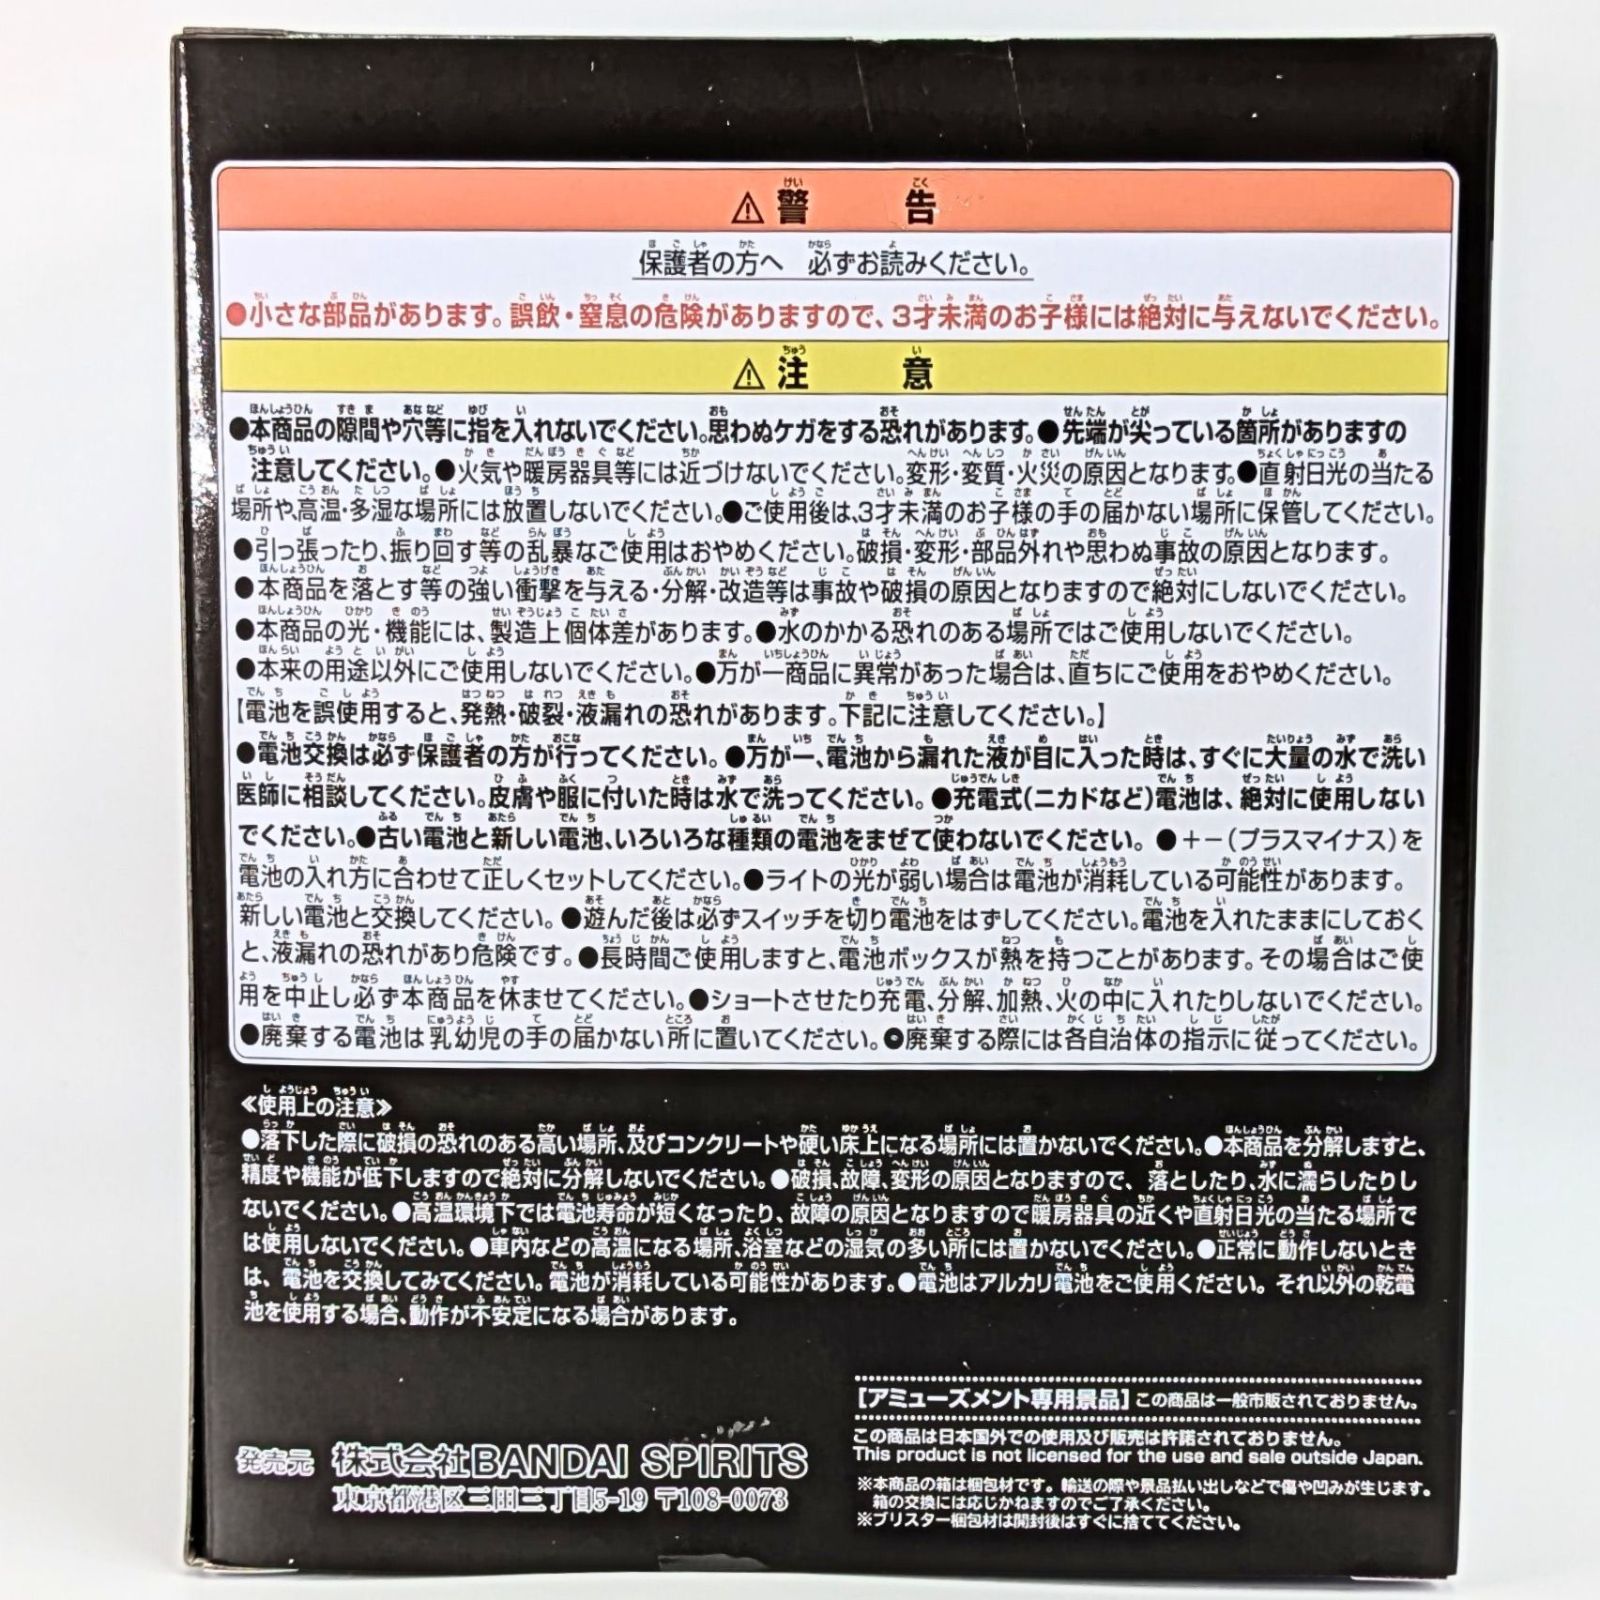 ⚠警告
保護者の方へ 必ずお読みください。
●小さな部品があります。誤飲・窒息の危険がありますので、3才未満のお子様には絶対に与えないでください。
⚠注意
●本商品の隙間や穴等に指を入れないでください。思わぬケガをする恐れがあります。●先端が尖っている箇所がありますの
注意してください。●火気や暖房器具等には近づけないでください。変形・変質・火災の原因となります。●直射日光の当たる
場所や、高温・多湿な場所には放置しないでください。●ご使用後は、3才未満のお子様の手の届かない場所に保管してください。
●引っ張ったり、振り回す等の乱暴なご使用はおやめください。破損・変形・部品外れや思わぬ事故の原因となります。
●本商品を落とす等の強い衝撃を与える・分解・改造等は事故や破損の原因となりますので絶対にしないでください。
●本商品の光・機能には、製造上個体差があります。●水のかかる恐れのある場所ではご使用しないでください。
●本来の用途以外にご使用しないでください。●万が一商品に異常があった場合は、直ちにご使用をおやめください。
【電池を誤使用すると、発熱・破裂・液漏れの恐れがあります。下記に注意してください。】
●電池交換は必ず保護者の方が行ってください。●万が一、電池から漏れた液が目に入った時は、すぐに大量の水で洗い
医師に相談してください。皮膚や服に付いた時は水で洗ってください。●充電式(ニカドなど)電池は、絶対に使用しない
でください。●古い電池と新しい電池、いろいろな種類の電池をまぜて使わないでください。●+-(プラスマイナス)を
電池の入れ方に合わせて正しくセットしてください。●ライトの光が弱い場合は電池が消耗している可能性があります。
新しい電池と交換してください。●遊んだ後は必ずスイッチを切り電池をはずしてください。電池を入れたままにしておく
と、液漏れの恐れがあり危険です。●長時間ご使用しますと、電池ボックスが熱を持つことがあります。その場合はご使
用を中止し必ず本商品を休ませてください。●ショートさせたり充電、分解、加熱、火の中に入れたりしないでください。
●廃棄する電池は乳幼児の手の届かない所に置いてください。●廃棄する際には各自治体の指示に従ってください。
≪使用上の注意≫
●落下した際に破損の恐れのある高い場所、及びコンクリートや硬い床上になる場所には置かないでください。●本商品を分解しますと、
精度や機能が低下しますので絶対に分解しないでください。●破損、故障、変形の原因となりますので、落としたり、水に濡らしたりし
ないでください。●高温環境下では電池寿命が短くなったり、故障の原因となりますので暖房器具の近くや直射日光の当たる場所で
は使用しないでください。●車内などの高温になる場所、浴室などの湿気の多い所には置かないでください。●正常に動作しないとき
は、電池を交換してみてください。電池が消耗している可能性があります。●電池はアルカリ電池をご使用ください。それ以外の乾電
池を使用する場合、動作が不安定になる場合があります。
【アミューズメント専用景品】この商品は一般市販されておりません。
この商品は日本国外での使用及び販売は許諾されておりません。
This product is not licensed for the use and sale outside Japan.
※本商品の箱は梱包材です。輸送の際や景品払い出しなどで傷や凹みが生じます。
箱の交換には応じかねますのでご了承ください。
※ブリスター梱包材は開封後はすぐに捨ててください。
発売元 株式会社BANDAI SPIRITS
東京都港区三田三丁目5-19 〒108-0073